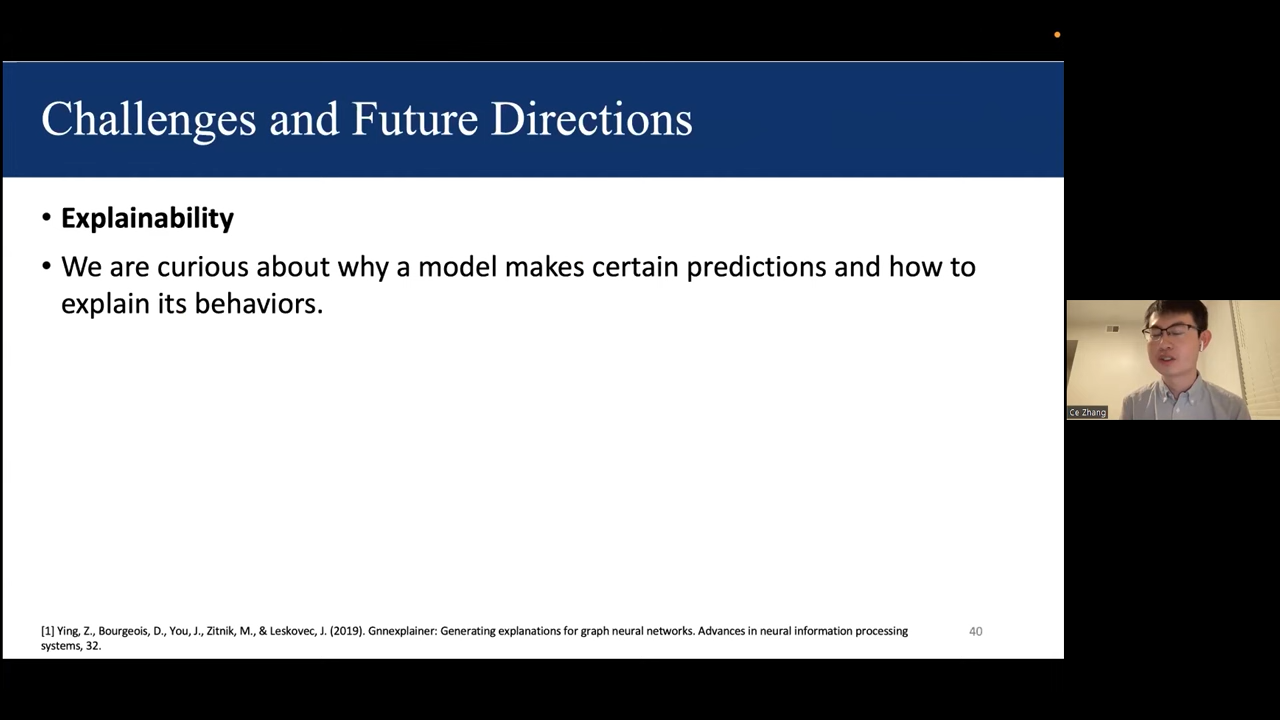 Challenges and Future Directions
• Explainability
• We are curious about why a model makes certain predictions and how to
explain its behaviors.
[1] Ying, Z., Bourgeois, D., You, J., Zitnik, M., & Leskovec, J. (2019). Gnnexplainer: Generating explanations for graph neural networks. Advances in neural information processing
systems, 32.
40
Ce Zhang